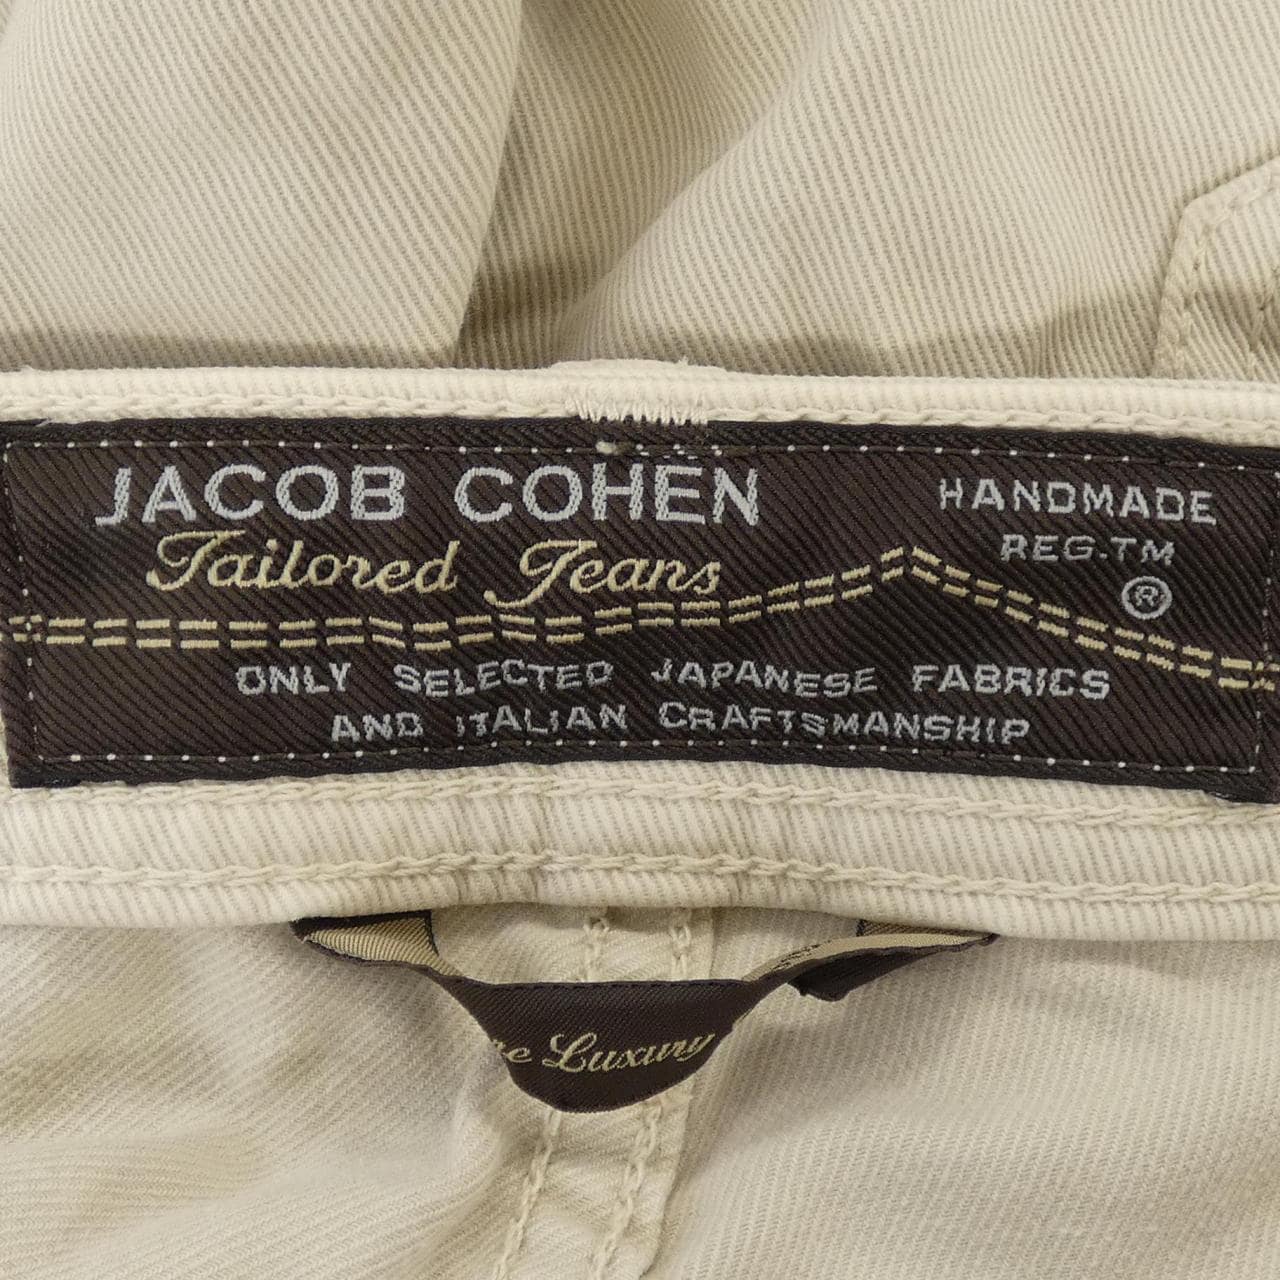 JACOB COHEN
Tailored Jeans
HANDMADE
REG.TM
®
ONLY SELECTED JAPANESE FABRICS
AND ITALIAN CRAFTSMANSHIP
Luxury